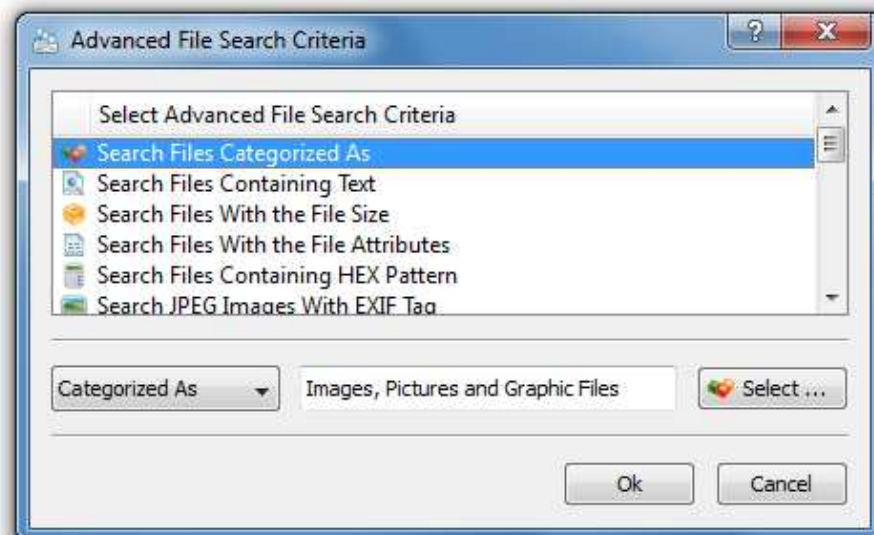 Advanced File Search Criteria
Select Advanced File Search Criteria
Search Files Categorized As
Search Files Containing Text
Search Files With the File Size
Search Files With the File Attributes
Search Files Containing HEX Pattern
Search JPEG Images With EXIF Tag
Categorized As Images, Pictures and Graphic Files Select ...
Ok Cancel